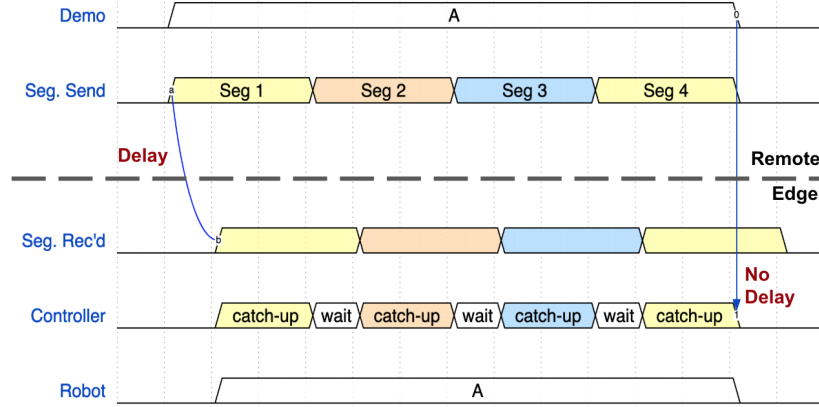 Demo
0
A
Seg. Send
a
Seg 1
Seg 2
Seg 3
Seg 4
Delay
Remote
Edge
Seg. Rec'd
b
No
Delay
Controller
catch-up
wait
catch-up
wait
catch-up
wait
catch-up
1
Robot
A